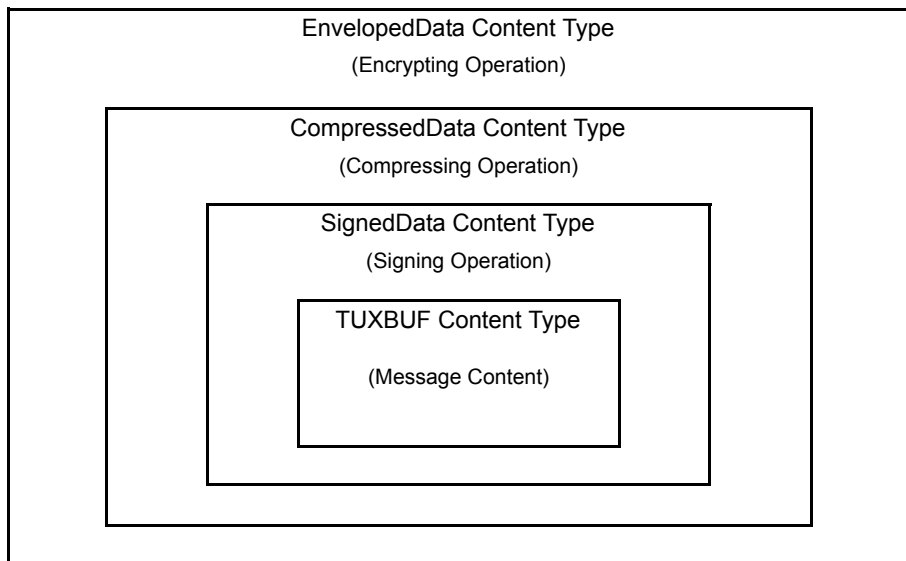 EnvelopedData Content Type
(Encrypting Operation)
CompressedData Content Type
(Compressing Operation)
SignedData Content Type
(Signing Operation)
TUXBUF Content Type
(Message Content)